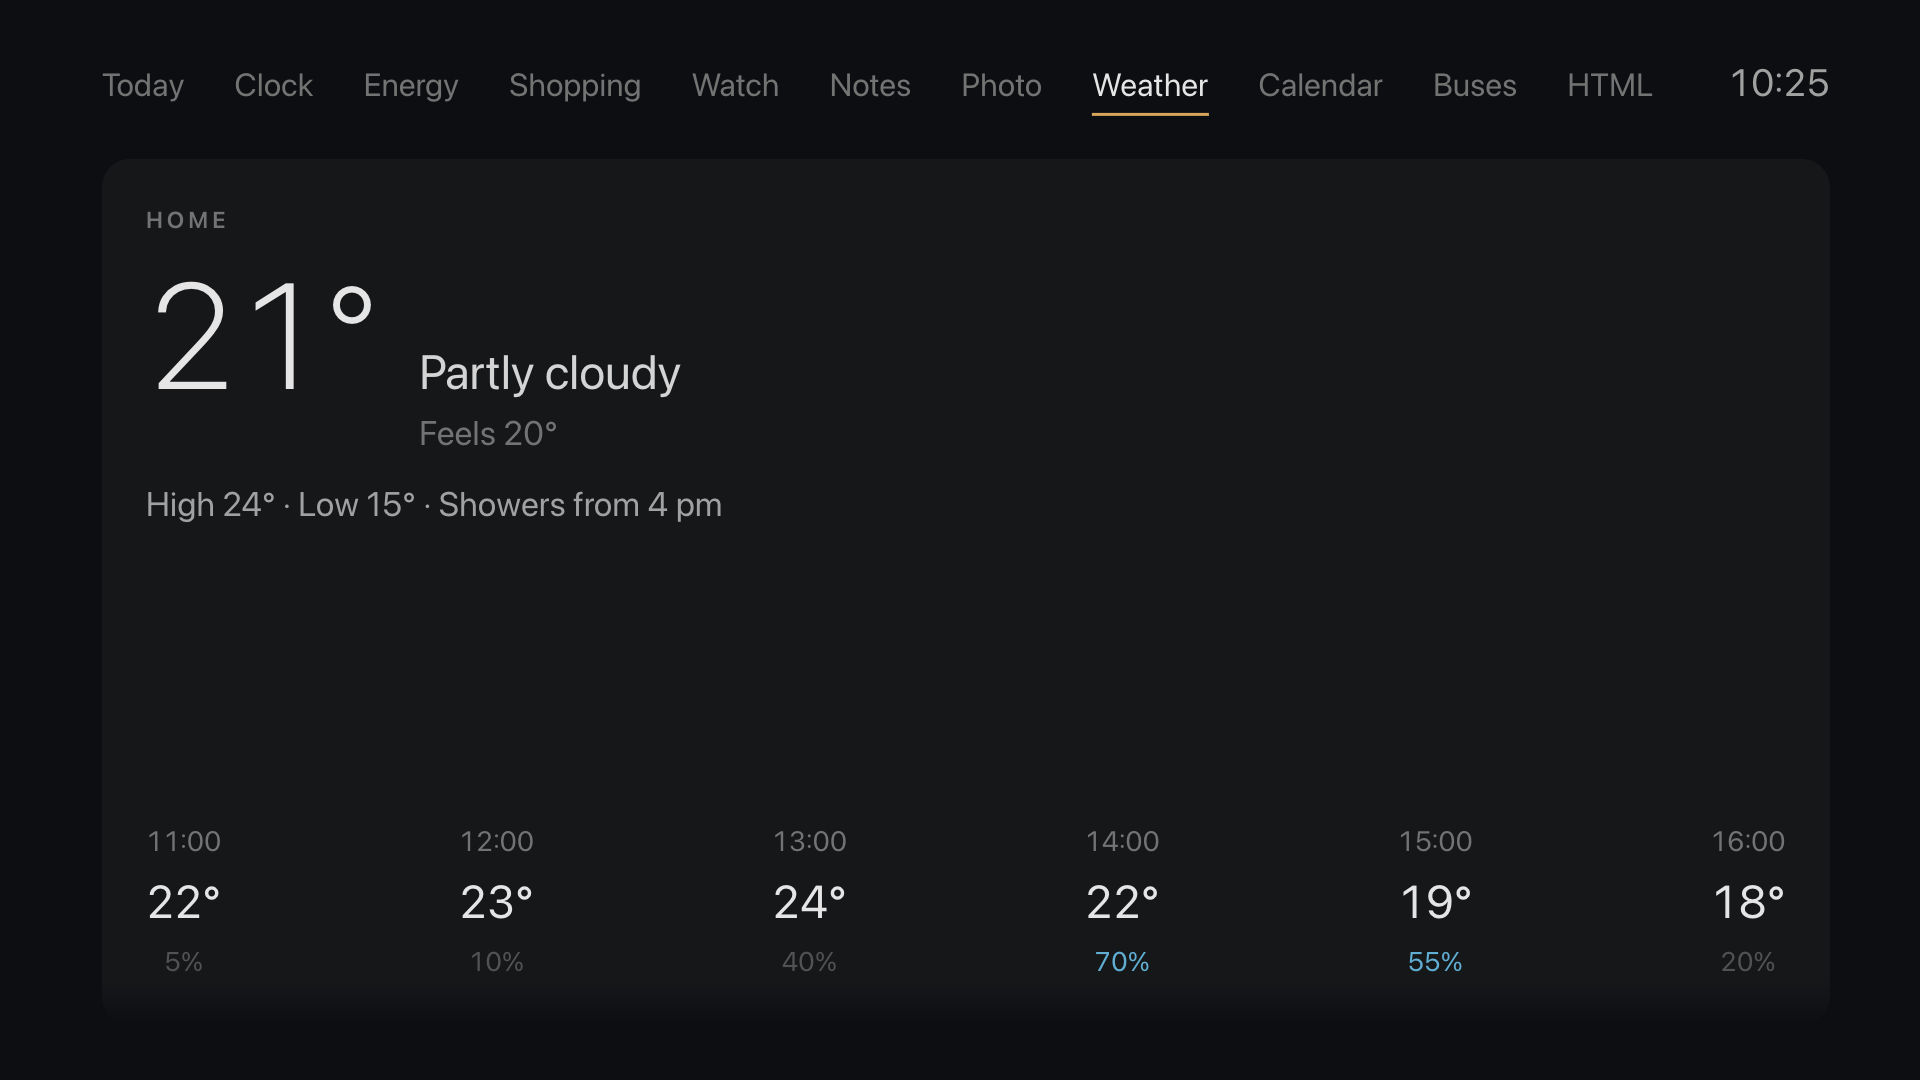 Today Clock Energy Shopping Watch Notes Photo Weather Calendar Buses HTML 10:25
HOME
21°
Partly cloudy
Feels 20°
High 24° · Low 15° · Showers from 4 pm
11:00 12:00 13:00 14:00 15:00 16:00
22° 23° 24° 22° 19° 18°
5% 10% 40% 70% 55% 20%